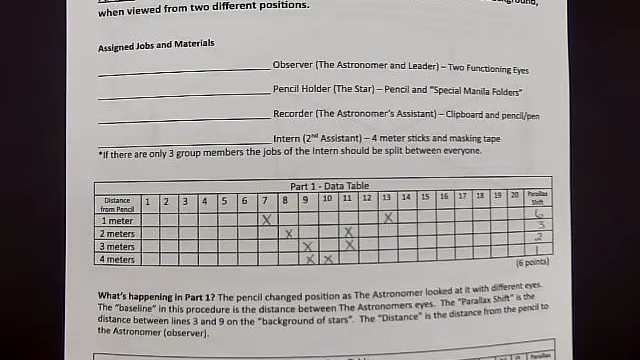 when viewed from two different positions.
Assigned Jobs and Materials
Observer (The Astronomer and Leader) – Two Functioning Eyes
Pencil Holder (The Star) – Pencil and "Special Manila Folders"
Recorder (The Astronomer's Assistant) – Clipboard and pencil/pen
Intern (2nd Assistant) – 4 meter sticks and masking tape
*If there are only 3 group members the jobs of the Intern should be split between everyone.
Part 1 - Data Table
Distance from Pencil 1 2 3 4 5 6 7 8 9 10 11 12 13 14 15 16 17 18 19 20 Parallax Shift
1 meter X X 6
2 meters X X 3
3 meters X X 2
4 meters X X 1
(6 points)
What's happening in Part 1? The pencil changed position as The Astronomer looked at it with different eyes.
The "baseline" in this procedure is the distance between The Astronomers eyes. The "Parallax Shift" is the
distance between lines 3 and 9 on the "background of stars". The "Distance" is the distance from the pencil to
the Astronomer (observer).